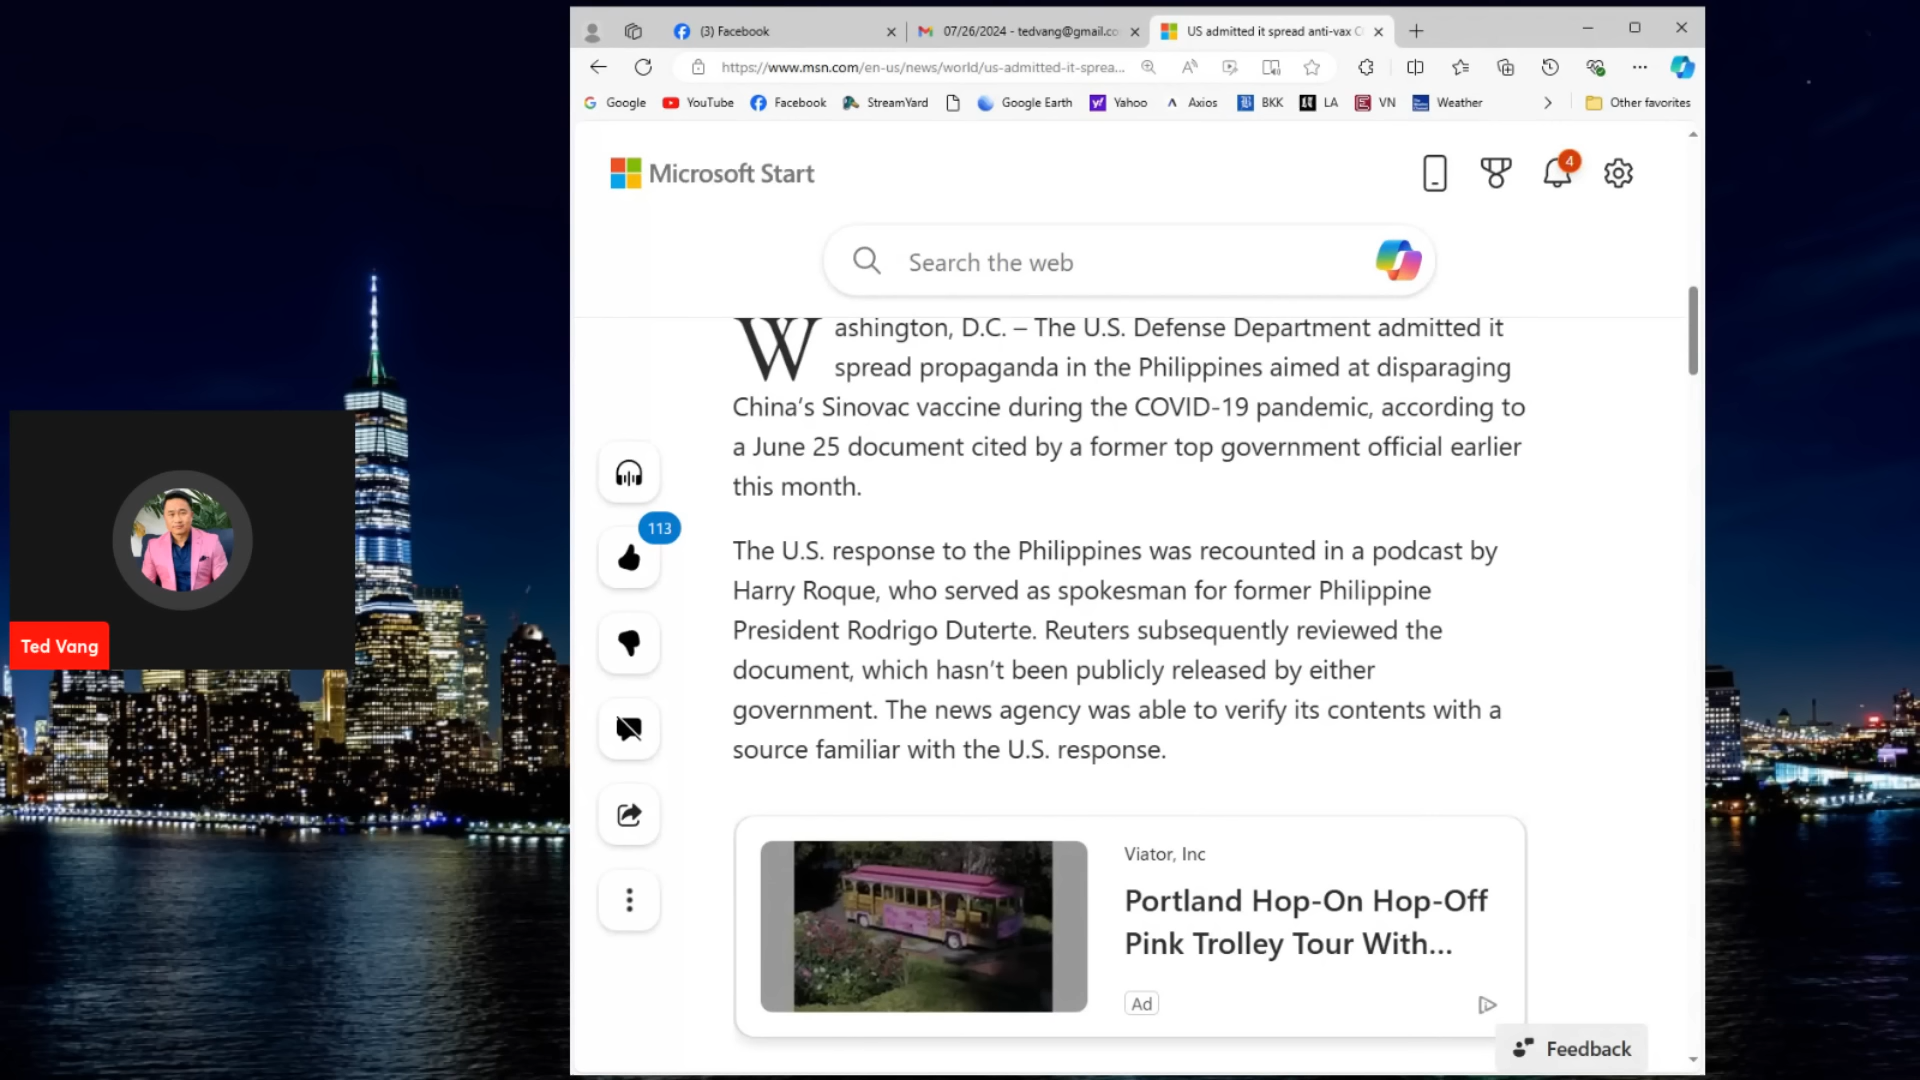 (3) Facebook
07/26/2024 - tedvang@gmail.co
US admitted it spread anti-vax C
https://www.msn.com/en-us/news/world/us-admitted-it-sprea...
Google
YouTube
Facebook
StreamYard
Google Earth
Yahoo
Axios
BKK
LA
VN
Weather
Other favorites
Microsoft Start
4
Search the web
Washington, D.C. – The U.S. Defense Department admitted it
spread propaganda in the Philippines aimed at disparaging
China's Sinovac vaccine during the COVID-19 pandemic, according to
a June 25 document cited by a former top government official earlier
this month.
113
The U.S. response to the Philippines was recounted in a podcast by
Harry Roque, who served as spokesman for former Philippine
President Rodrigo Duterte. Reuters subsequently reviewed the
document, which hasn't been publicly released by either
government. The news agency was able to verify its contents with a
source familiar with the U.S. response.
Ted Vang
Viator, Inc
Portland Hop-On Hop-Off
Pink Trolley Tour With...
Ad
Feedback